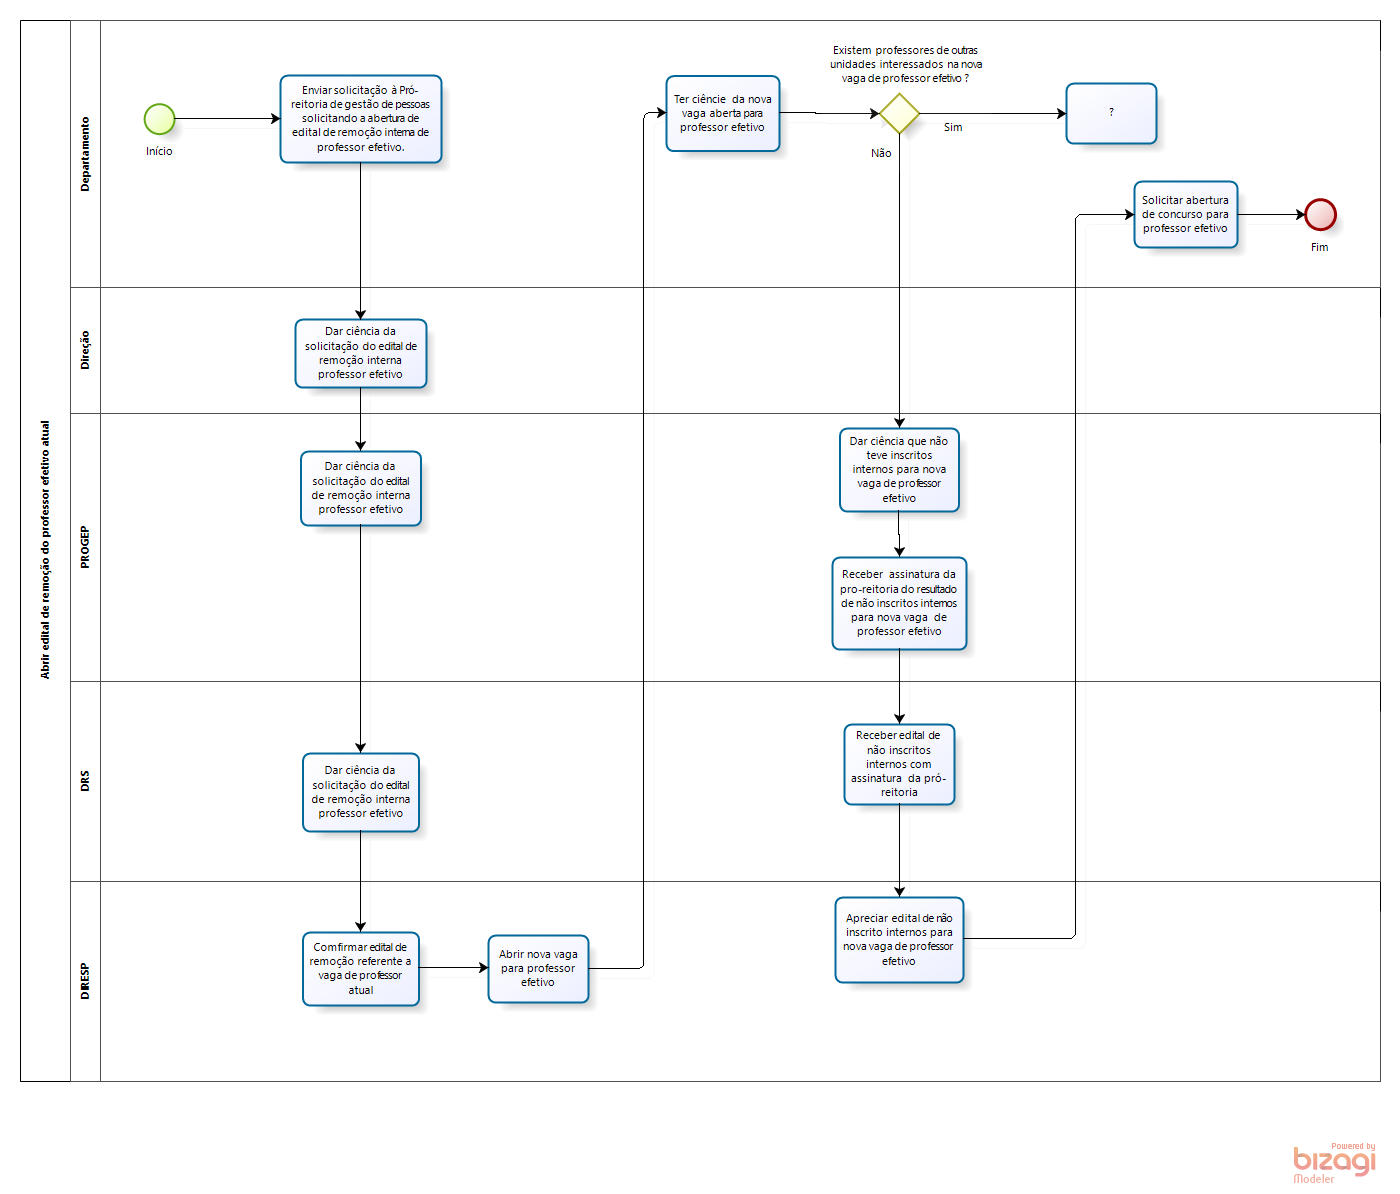 Abrir edital de remoção do professor efetivo atual
Departamento
Início
Enviar solicitação à Pró-
reitoria de gestão de pessoas
solicitando a abertura de
edital de remoção interna de
professor efetivo.
Ter ciêncie da nova
vaga aberta para
professor efetivo
Existem professores de outras
unidades interessados na nova
vaga de professor efetivo ?
Sim
Não
?
Solicitar abertura
de concurso para
professor efetivo
Fim
Direção
Dar ciência da
solicitação do edital de
remoção interna
professor efetivo
PROGEP
Dar ciência da
solicitação do edital
de remoção interna
professor efetivo
Dar ciência que não
teve inscritos
internos para nova
vaga de professor
efetivo
Receber assinatura da
pro-reitoria do resultado
de não inscritos internos
para nova vaga de
professor efetivo
DRS
Dar ciência da
solicitação do edital
de remoção interna
professor efetivo
Receber edital de
não inscritos
internos com
assinatura da pró-
reitoria
DIRESP
Comfirmar edital de
remoção referente a
vaga de professor
atual
Abrir nova vaga
para professor
efetivo
Apreciar edital de não
inscrito internos para
nova vaga de professor
efetivo
Powered by
bizagi
Modeler